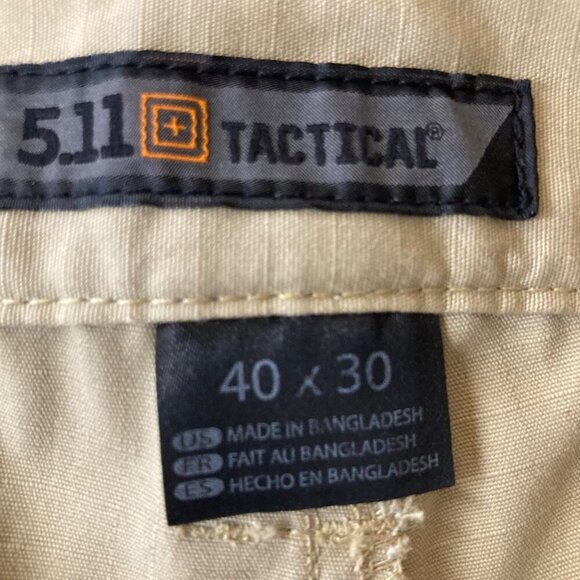 5.11 TACTICAL®
40 x 30
US MADE IN BANGLADESH
FR FAIT AU BANGLADESH
ES HECHO EN BANGLADESH